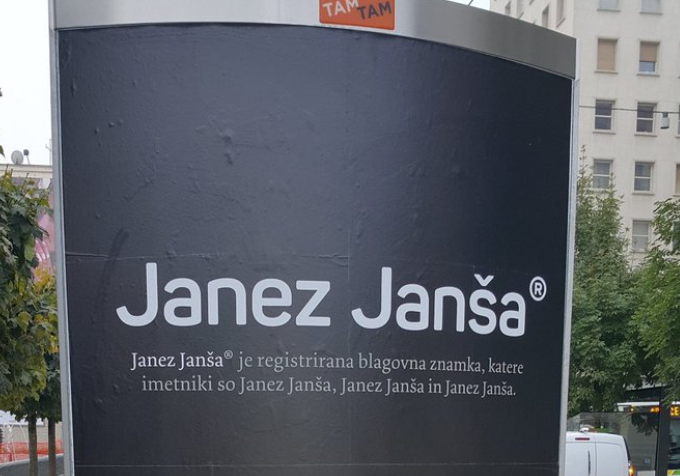 TAM
TAM
Janez Janša®
Janez Janša® je registrirana blagovna znamka, katere
imetniki so Janez Janša, Janez Janša in Janez Janša.